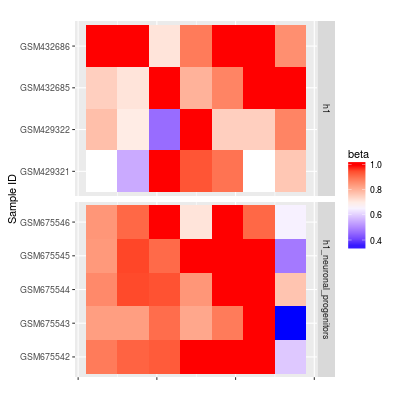 GSM432686
GSM432685
GSM429322
GSM429321
h1
GSM675546
GSM675545
GSM675544
GSM675543
GSM675542
h1_neuronal_progenitors
Sample ID
beta
1.0
0.8
0.6
0.4